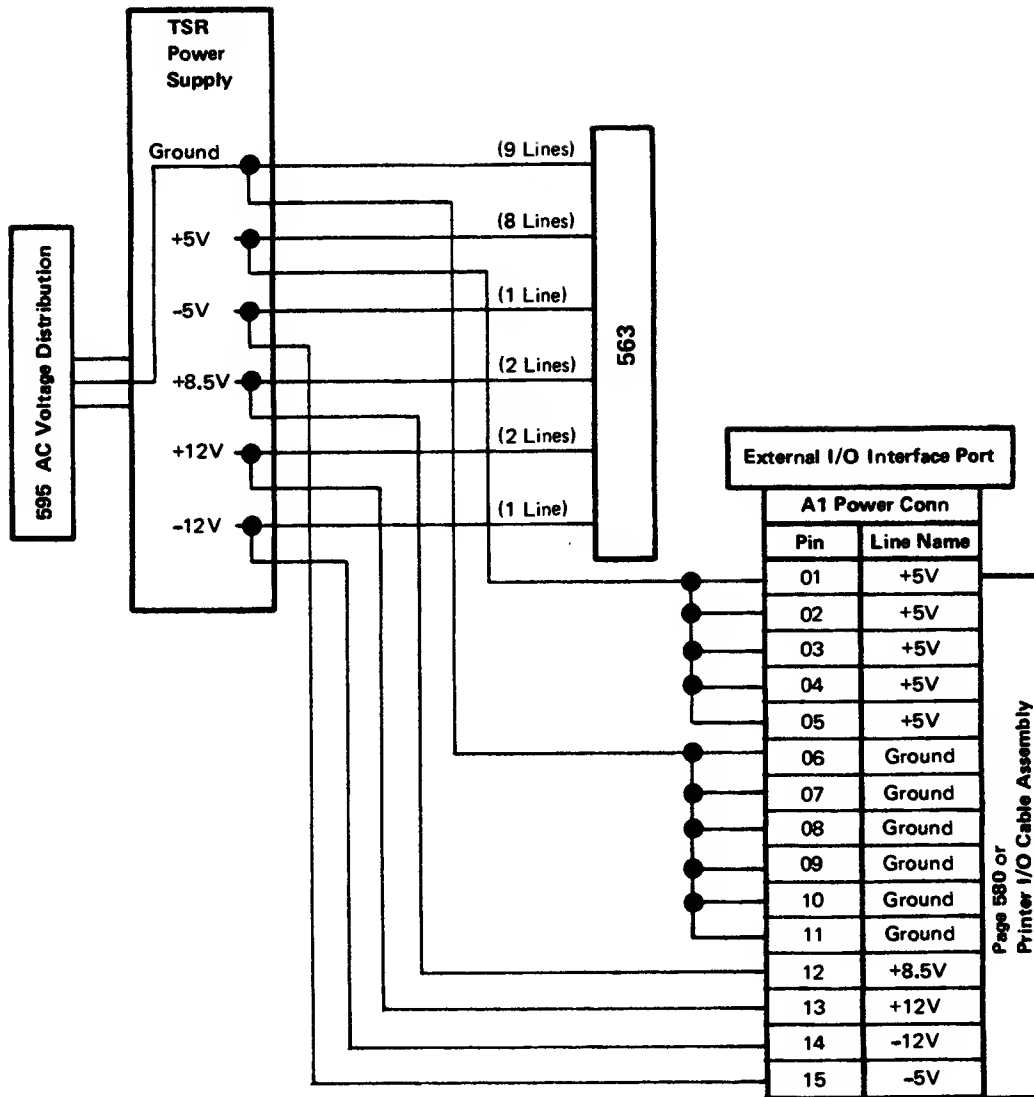 TSR
Power
Supply
Ground
(9 Lines)
+5V
(8 Lines)
-5V
(1 Line)
+8.5V
(2 Lines)
+12V
(2 Lines)
-12V
(1 Line)
595 AC Voltage Distribution
563
External I/O Interface Port
A1 Power Conn
Pin Line Name
01 +5V
02 +5V
03 +5V
04 +5V
05 +5V
06 Ground
07 Ground
08 Ground
09 Ground
10 Ground
11 Ground
12 +8.5V
13 +12V
14 -12V
15 -5V
Page 580 or
Printer I/O Cable Assembly